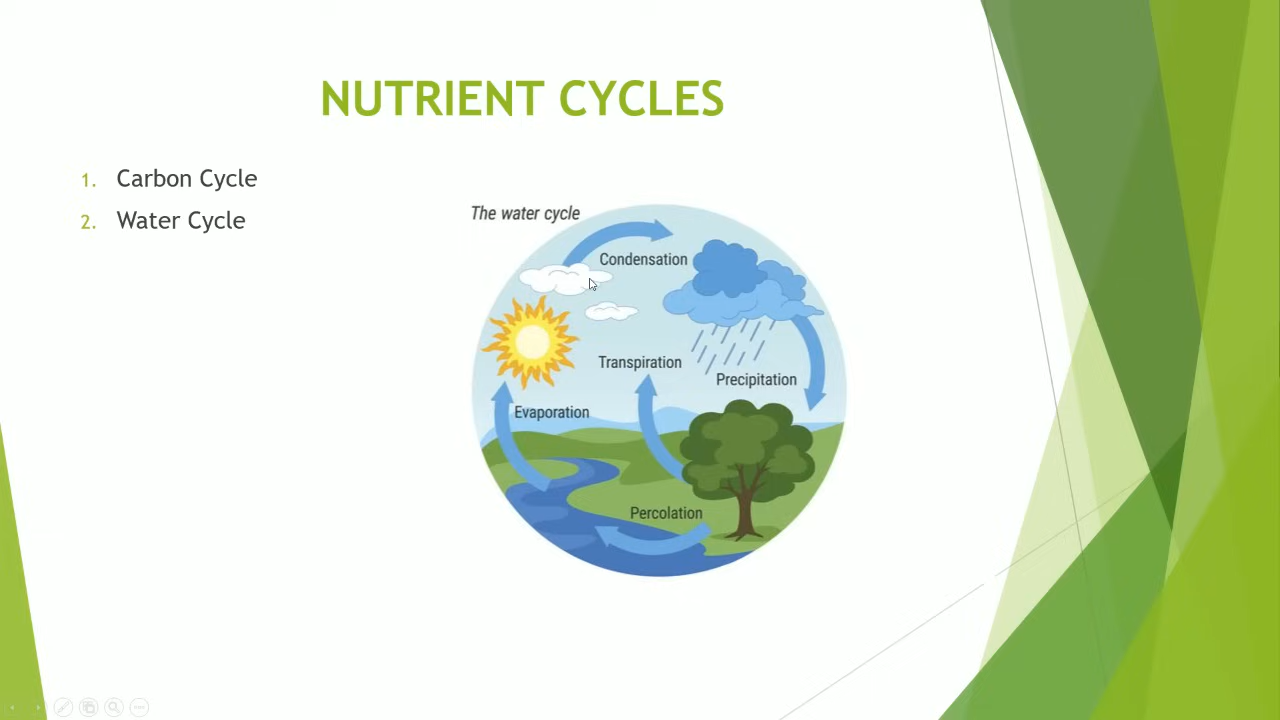 NUTRIENT CYCLES
1. Carbon Cycle
2. Water Cycle
The water cycle
Condensation
Transpiration
Precipitation
Evaporation
Percolation